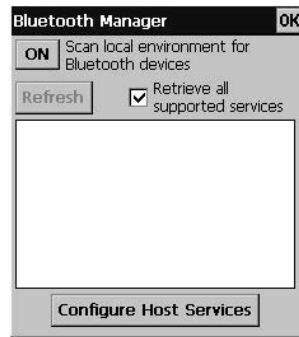 Bluetooth Manager OK
ON Scan local environment for
Bluetooth devices
Refresh Retrieve all
supported services
Configure Host Services